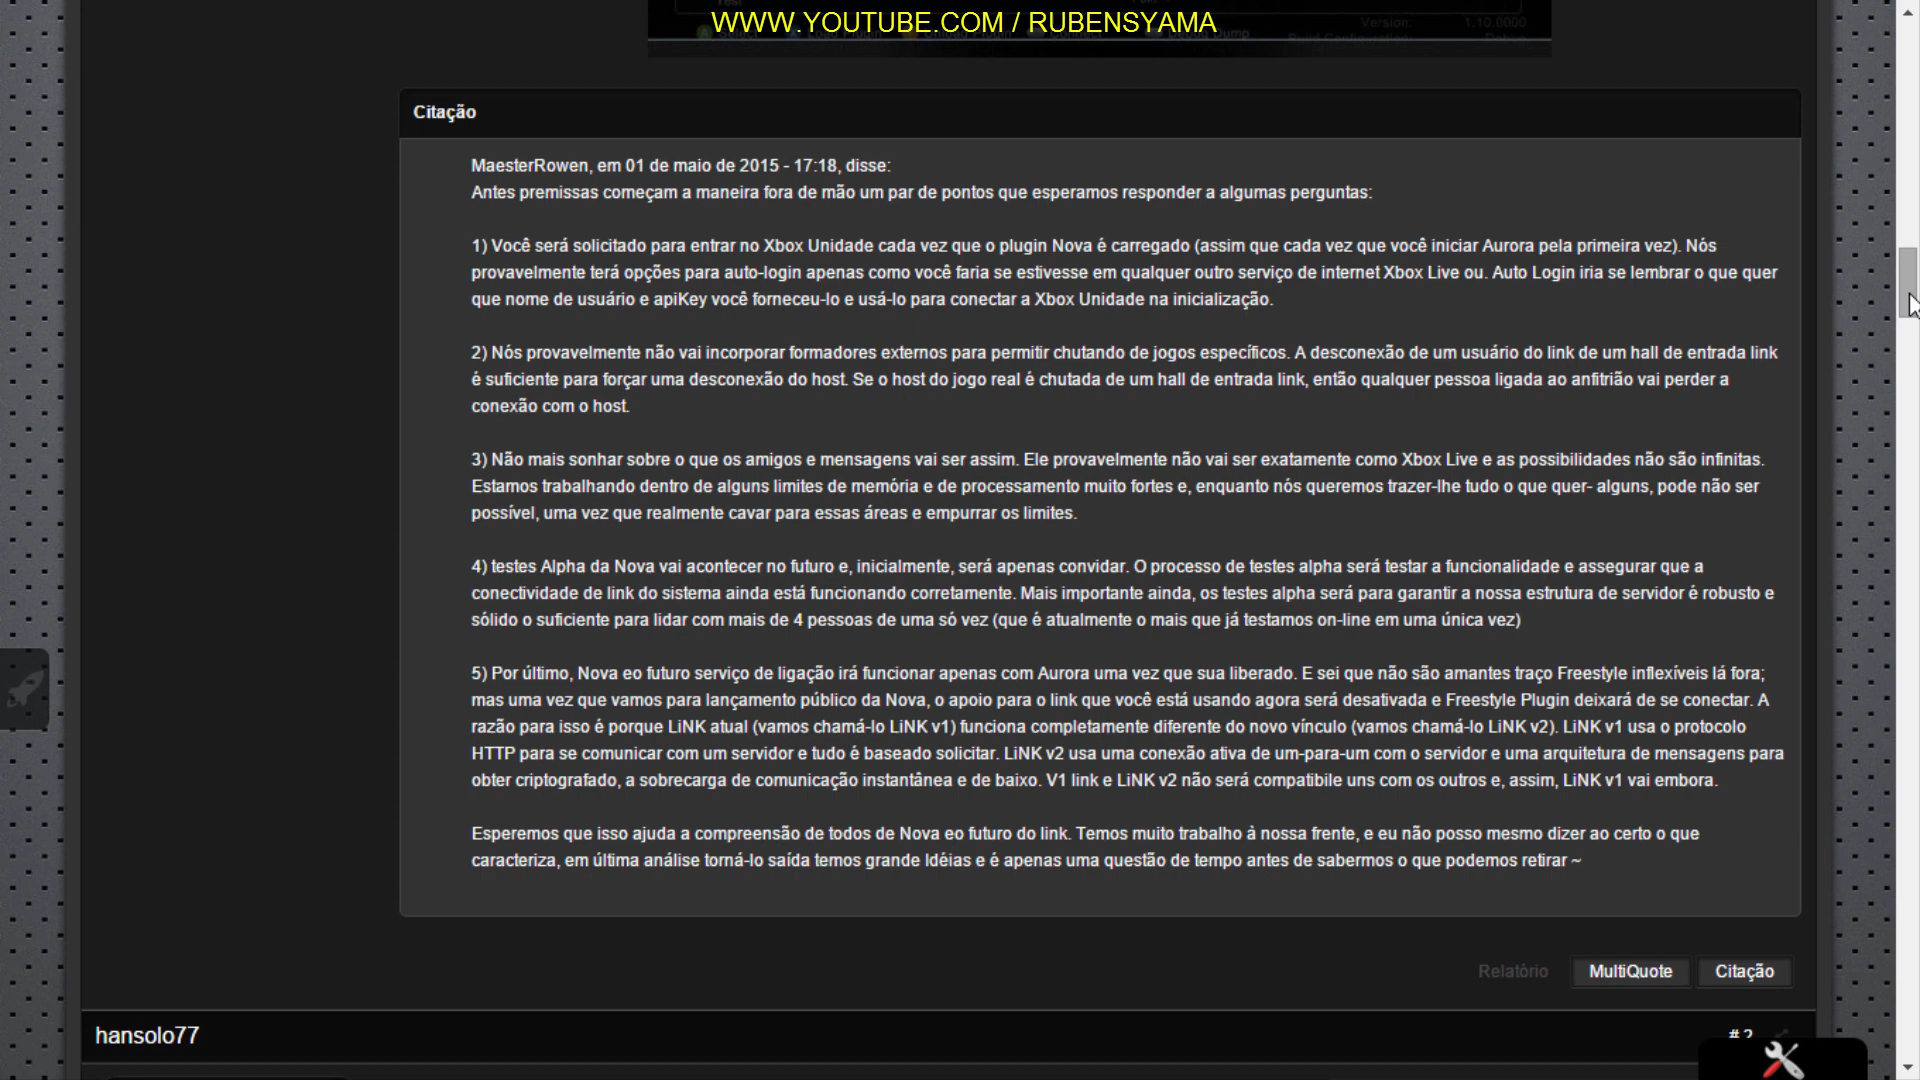 WWW.YOUTUBE.COM / RUBENSYAMA
Version: 1.10.0000
Citação
MaesterRowen, em 01 de maio de 2015 - 17:18, disse:
Antes premissas começam a maneira fora de mão um par de pontos que esperamos responder a algumas perguntas:
1) Você será solicitado para entrar no Xbox Unidade cada vez que o plugin Nova é carregado (assim que cada vez que você iniciar Aurora pela primeira vez). Nós
provavelmente terá opções para auto-login apenas como você faria se estivesse em qualquer outro serviço de internet Xbox Live ou. Auto Login iria se lembrar o que quer
que nome de usuário e apiKey você forneceu-lo e usá-lo para conectar a Xbox Unidade na inicialização.
2) Nós provavelmente não vai incorporar formadores externos para permitir chutando de jogos específicos. A desconexão de um usuário do link de um hall de entrada link
é suficiente para forçar uma desconexão do host. Se o host do jogo real é chutada de um hall de entrada link, então qualquer pessoa ligada ao anfitrião vai perder a
conexão com o host.
3) Não mais sonhar sobre o que os amigos e mensagens vai ser assim. Ele provavelmente não vai ser exatamente como Xbox Live e as possibilidades não são infinitas.
Estamos trabalhando dentro de alguns limites de memória e de processamento muito fortes e, enquanto nós queremos trazer-lhe tudo o que quer- alguns, pode não ser
possível, uma vez que realmente cavar para essas áreas e empurrar os limites.
4) testes Alpha da Nova vai acontecer no futuro e, inicialmente, será apenas convidar. O processo de testes alpha será testar a funcionalidade e assegurar que a
conectividade de link do sistema ainda está funcionando corretamente. Mais importante ainda, os testes alpha será para garantir a nossa estrutura de servidor é robusto e
sólido o suficiente para lidar com mais de 4 pessoas de uma só vez (que é atualmente o mais que já testamos on-line em uma única vez)
5) Por último, Nova eo futuro serviço de ligação irá funcionar apenas com Aurora uma vez que sua liberado. E sei que não são amantes traço Freestyle inflexíveis lá fora;
mas uma vez que vamos para lançamento público da Nova, o apoio para o link que você está usando agora será desativada e Freestyle Plugin deixará de se conectar. A
razão para isso é porque LiNK atual (vamos chamá-lo LiNK v1) funciona completamente diferente do novo vínculo (vamos chamá-lo LiNK v2). LiNK v1 usa o protocolo
HTTP para se comunicar com um servidor e tudo é baseado solicitar. LiNK v2 usa uma conexão ativa de um-para-um com o servidor e uma arquitetura de mensagens para
obter criptografado, a sobrecarga de comunicação instantânea e de baixo. V1 link e LiNK v2 não será compatibile uns com os outros e, assim, LiNK v1 vai embora.
Esperemos que isso ajuda a compreensão de todos de Nova eo futuro do link. Temos muito trabalho à nossa frente, e eu não posso mesmo dizer ao certo o que
caracteriza, em última análise torná-lo saída temos grande Idéias e é apenas uma questão de tempo antes de sabermos o que podemos retirar ~
Relatório MultiQuote Citação
hansolo77 # 2